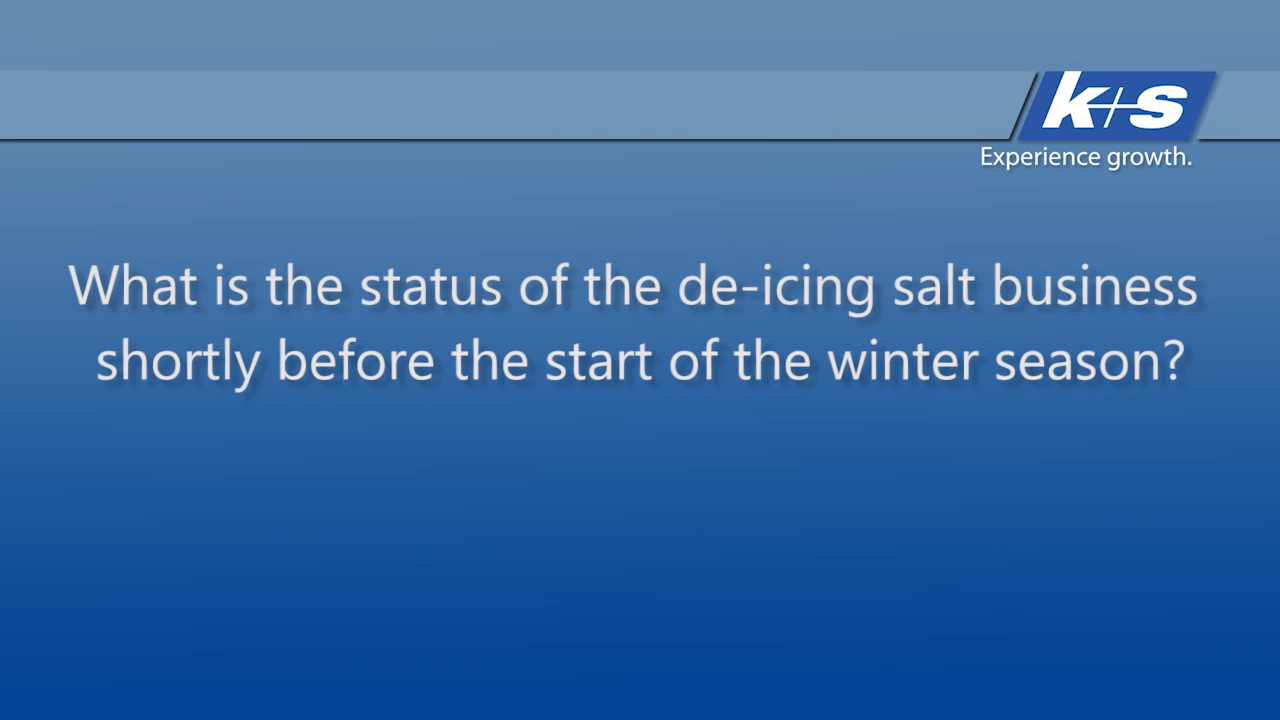 k+s
Experience growth.
What is the status of the de-icing salt business
shortly before the start of the winter season?